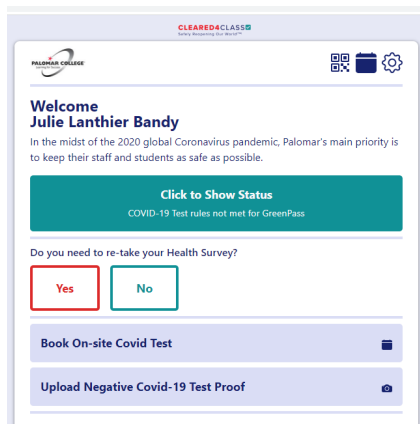 CLEARED4CLASS
Safely Reopening Our World™
PALOMAR COLLEGE
Welcome
Julie Lanthier Bandy
In the midst of the 2020 global Coronavirus pandemic, Palomar's main priority is
to keep their staff and students as safe as possible.
Click to Show Status
COVID-19 Test rules not met for GreenPass
Do you need to re-take your Health Survey?
Yes
No
Book On-site Covid Test
Upload Negative Covid-19 Test Proof